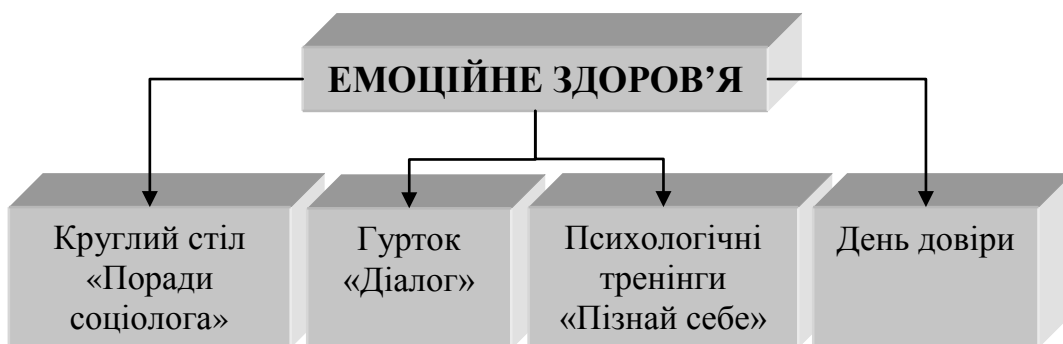 ЕМОЦІЙНЕ ЗДОРОВ’Я
Круглий стіл
«Поради
соціолога»
Гурток
«Діалог»
Психологічні
тренінги
«Пізнай себе»
День довіри